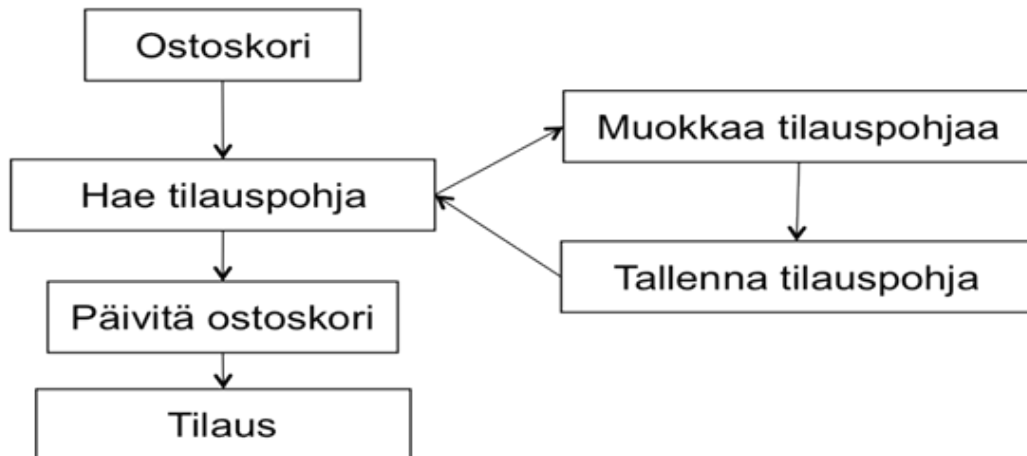 Ostoskori
Muokkaa tilauspohjaa
Hae tilauspohja
Tallenna tilauspohja
Päivitä ostoskori
Tilaus